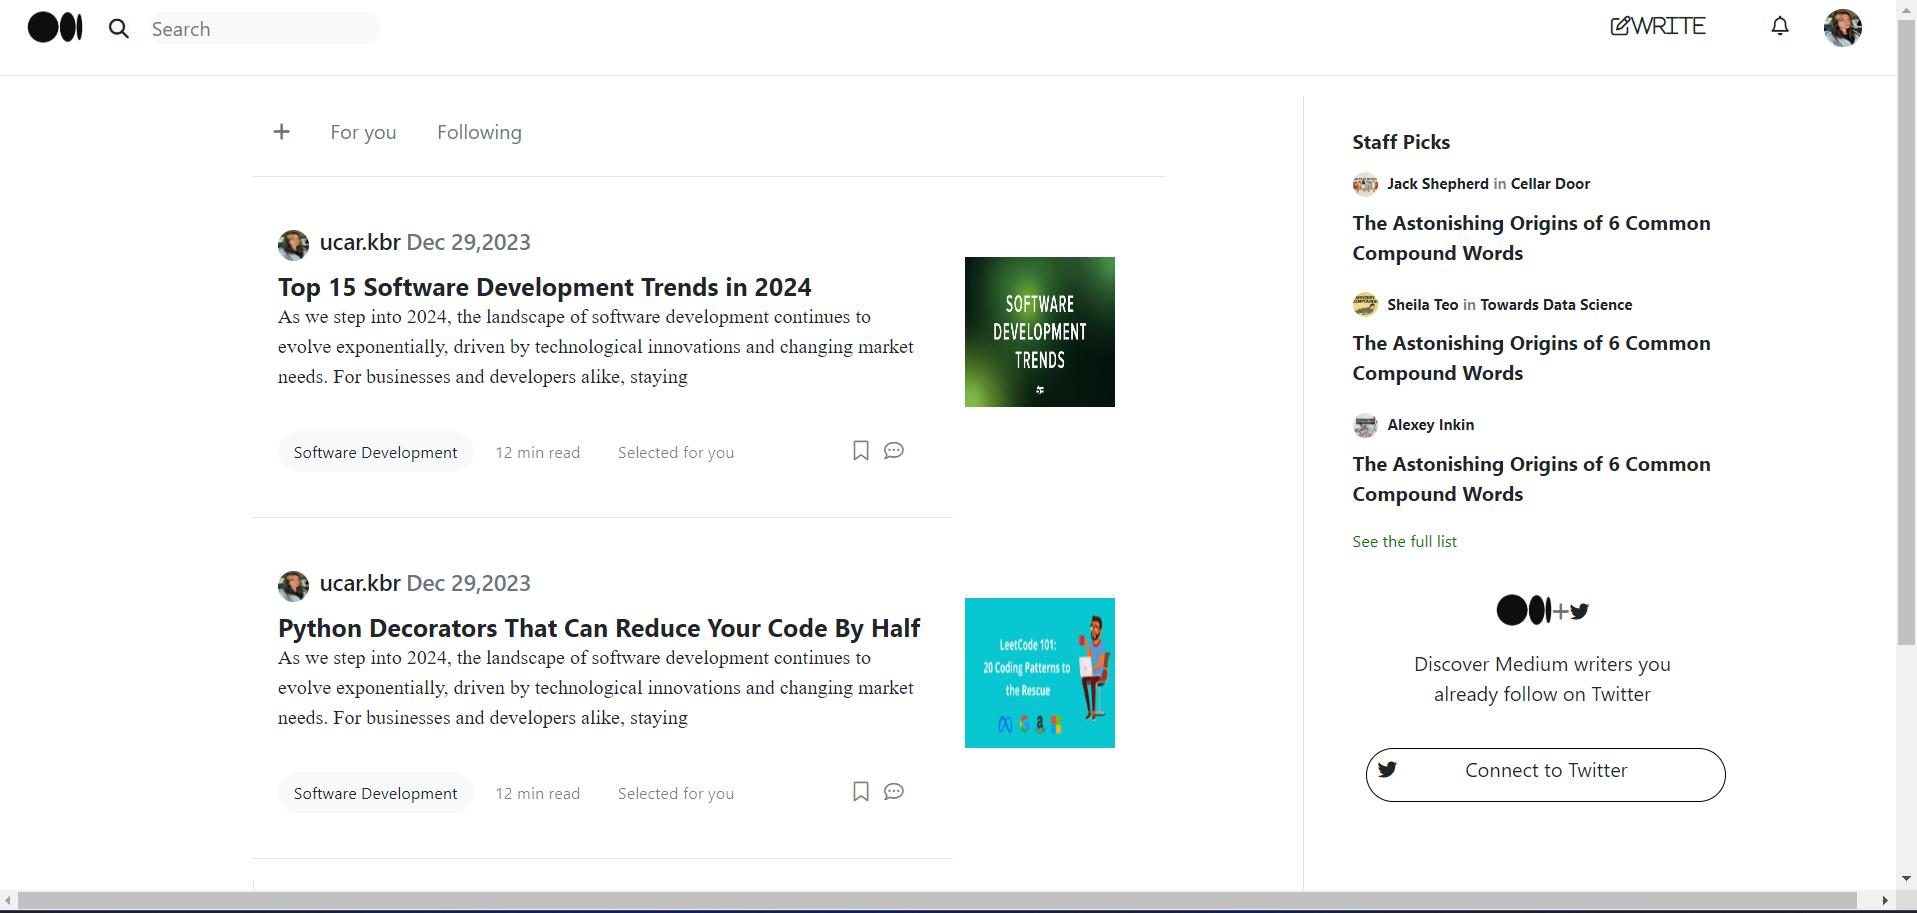 Search
WRITE
For you
Following
ucar.kbr Dec 29,2023
Top 15 Software Development Trends in 2024
As we step into 2024, the landscape of software development continues to
evolve exponentially, driven by technological innovations and changing market
needs. For businesses and developers alike, staying
SOFTWARE
DEVELOPMENT
TRENDS
Software Development
12 min read
Selected for you
ucar.kbr Dec 29,2023
Python Decorators That Can Reduce Your Code By Half
As we step into 2024, the landscape of software development continues to
evolve exponentially, driven by technological innovations and changing market
needs. For businesses and developers alike, staying
LeetCode 101:
20 Coding Patterns to
the Rescue
Software Development
12 min read
Selected for you
Staff Picks
Jack Shepherd in Cellar Door
The Astonishing Origins of 6 Common
Compound Words
Sheila Teo in Towards Data Science
The Astonishing Origins of 6 Common
Compound Words
Alexey Inkin
The Astonishing Origins of 6 Common
Compound Words
See the full list
Discover Medium writers you
already follow on Twitter
Connect to Twitter